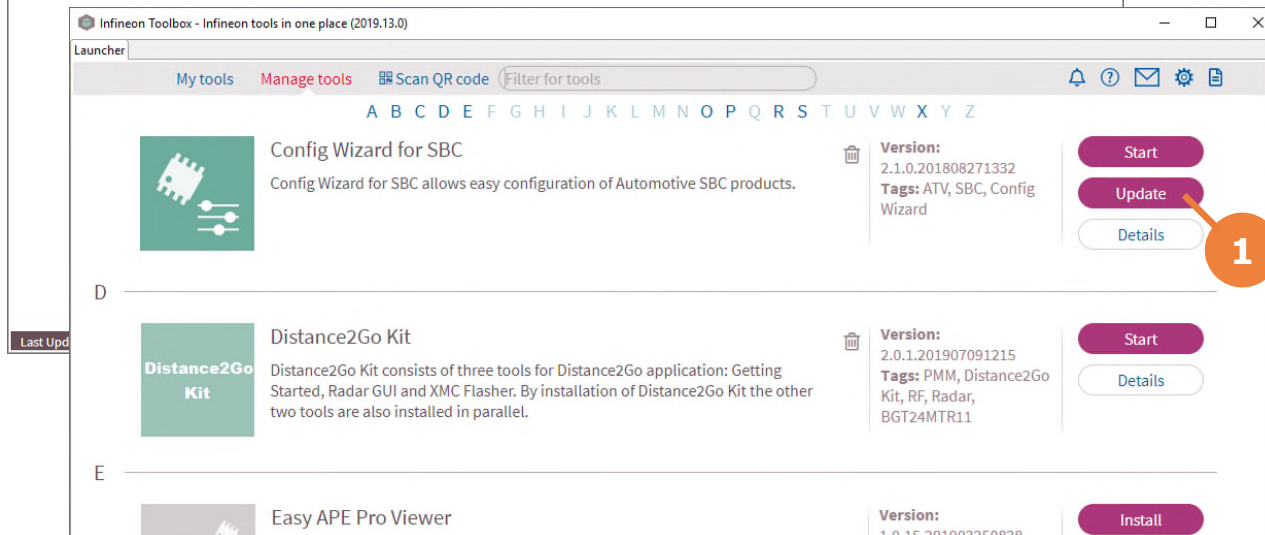 Infineon Toolbox - Infineon tools in one place (2019.13.0)
Launcher
My tools Manage tools Scan QR code Filter for tools
A B C D E F G H I J K L M N O P Q R S T U V W X Y Z
Config Wizard for SBC
Config Wizard for SBC allows easy configuration of Automotive SBC products.
Version:
2.1.0.201808271332
Tags: ATV, SBC, Config
Wizard
Start
Update
Details
1
D
Last Upd
Distance2Go
Kit
Distance2Go Kit
Distance2Go Kit consists of three tools for Distance2Go application: Getting
Started, Radar GUI and XMC Flasher. By installation of Distance2Go Kit the other
two tools are also installed in parallel.
Version:
2.0.1.201907091215
Tags: PMM, Distance2Go
Kit, RF, Radar,
BGT24MTR11
Start
Details
E
Easy APE Pro Viewer
Version:
Install